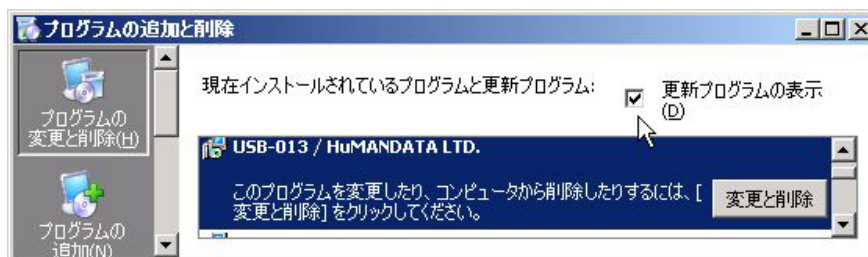 プログラムの追加と削除
プログラムの
変更と削除(H)
プログラムの
追加(N)
現在インストールされているプログラムと更新プログラム:
更新プログラムの表示
(D)
USB-013 / HuMANDATA LTD.
このプログラムを変更したり、コンピュータから削除したりするには、[
変更と削除] をクリックしてください。
変更と削除